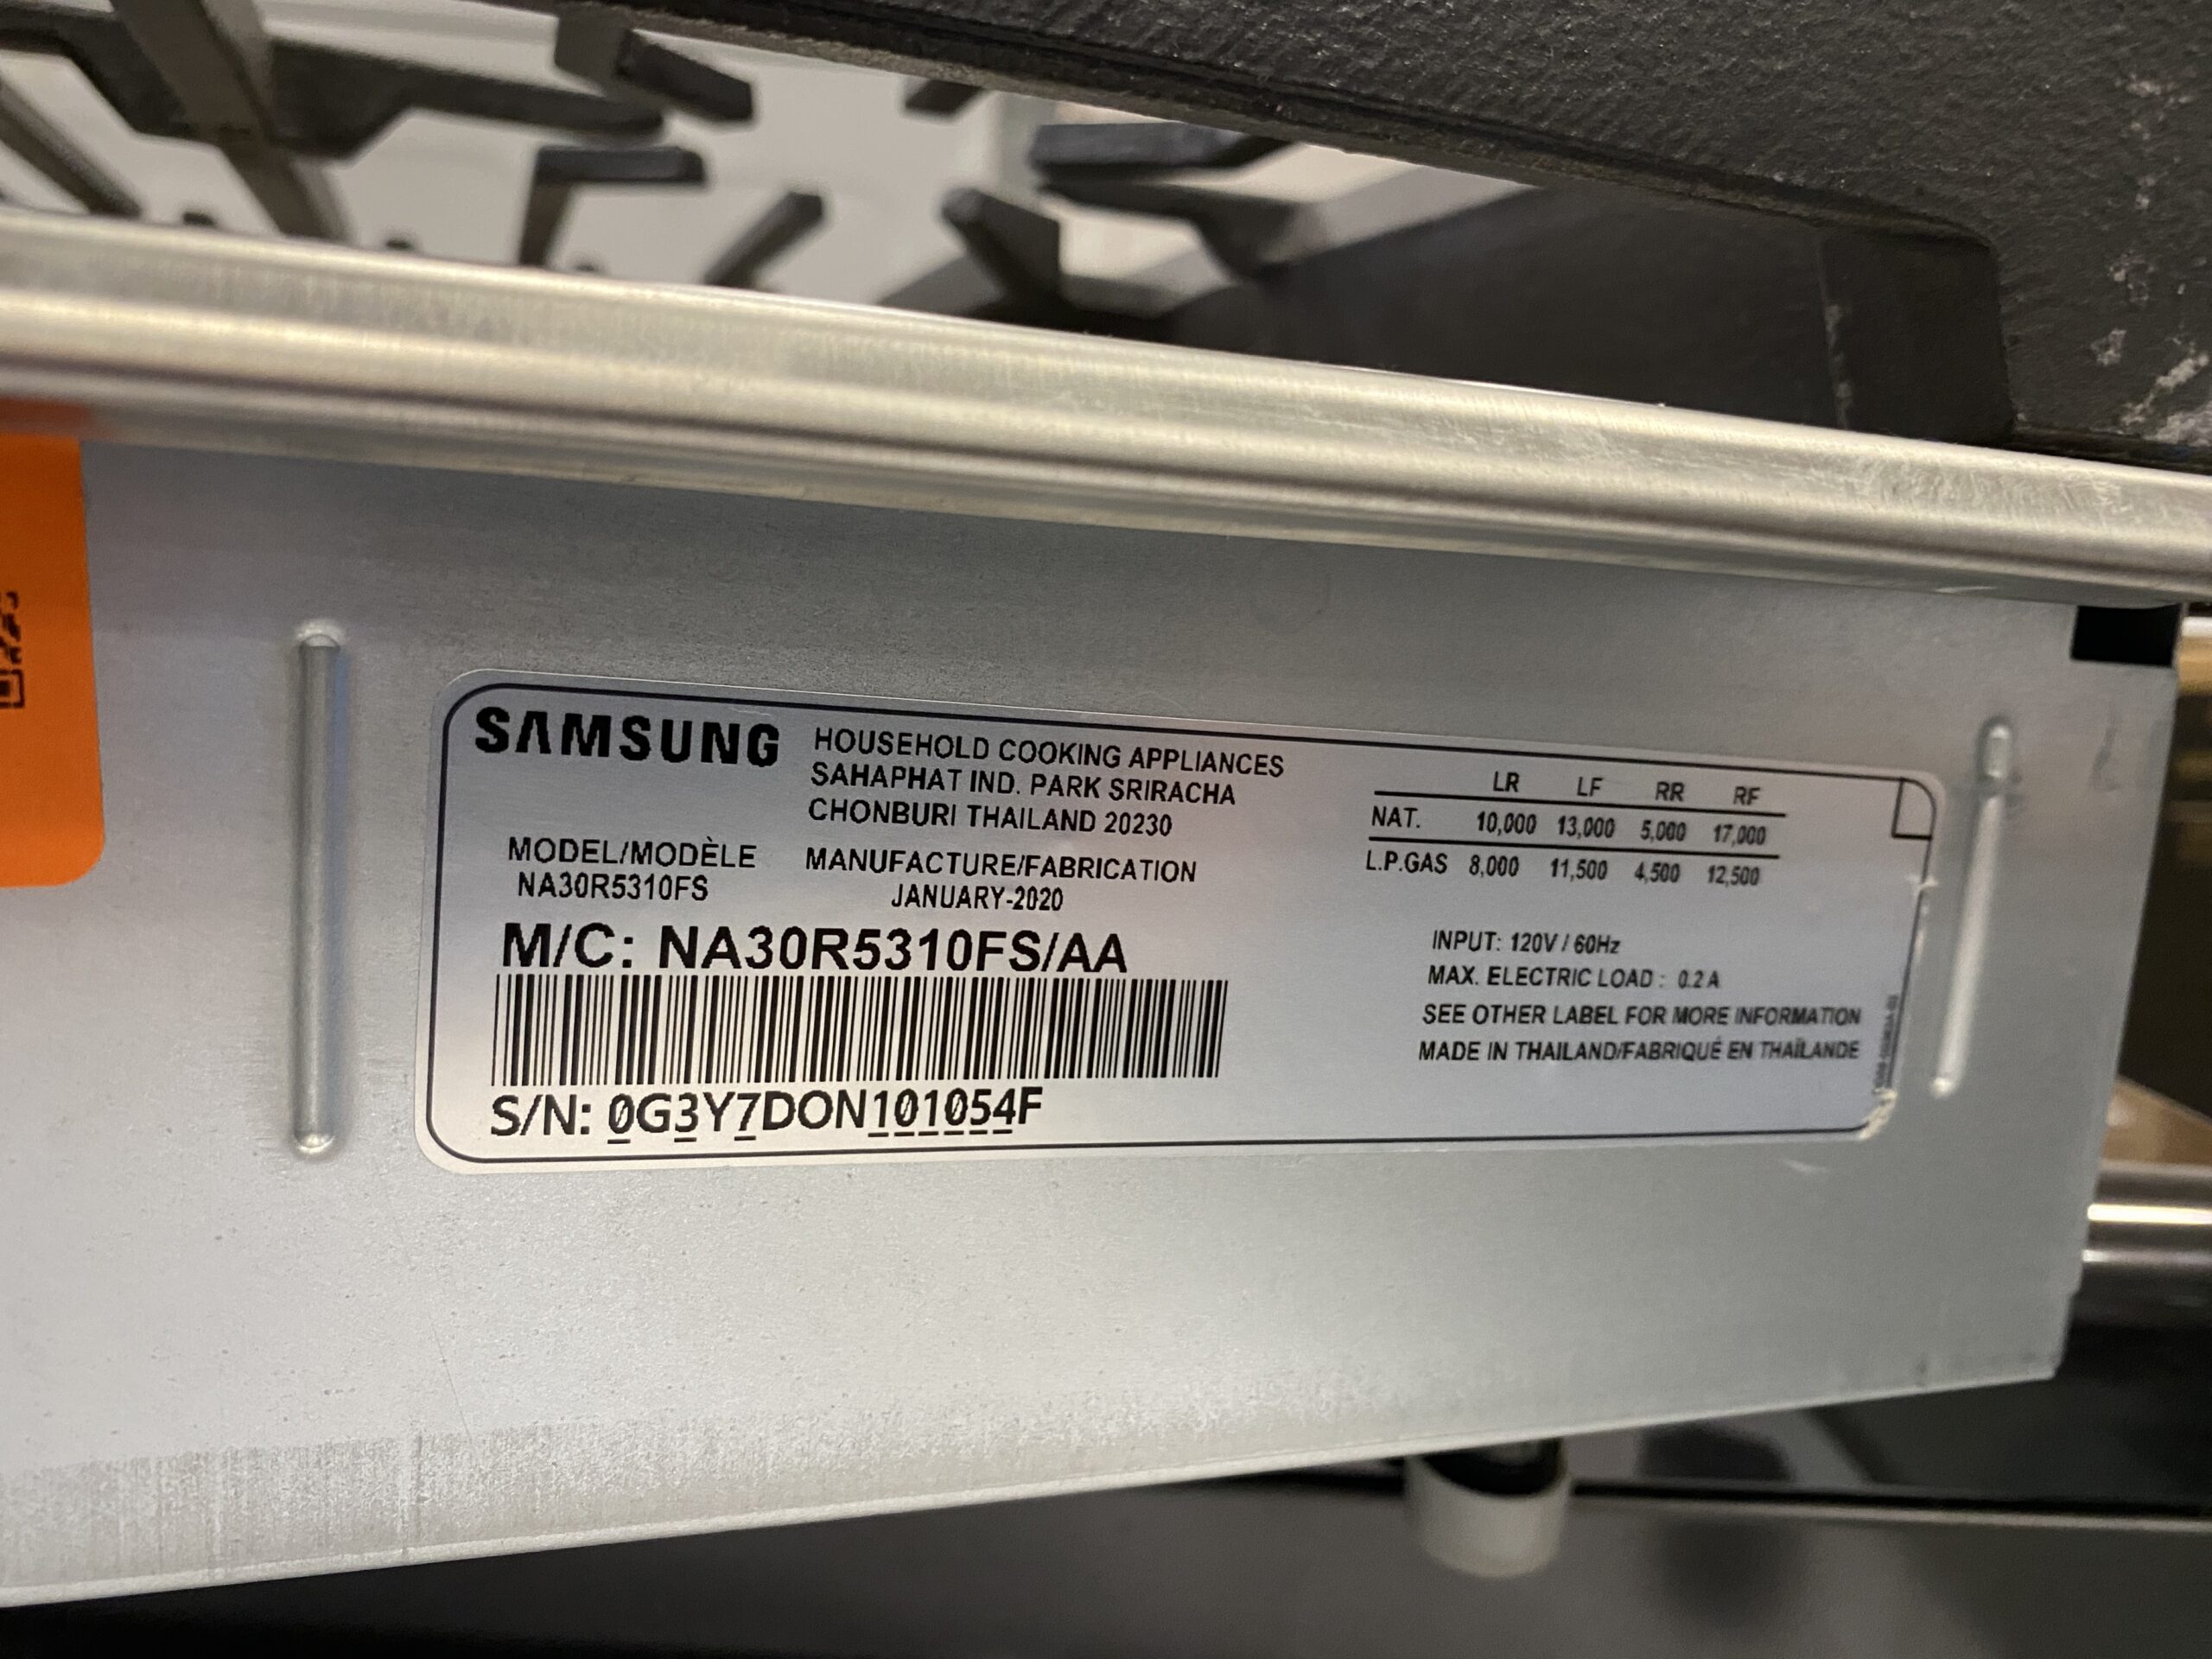 SAMSUNG
HOUSEHOLD COOKING APPLIANCES
SAHAPHAT IND. PARK SRIRACHA
CHONBURI THAILAND 20230
MODEL/MODÈLE
NA30R5310FS
MANUFACTURE/FABRICATION
JANUARY-2020
M/C: NA30R5310FS/AA
S/N: 0G3Y7DON101054F
LR LF RR RF
NAT. 10,000 13,000 5,000 17,000
L.P.GAS 8,000 11,500 4,500 12,500
INPUT: 120V / 60Hz
MAX. ELECTRIC LOAD : 0.2 A
SEE OTHER LABEL FOR MORE INFORMATION
MADE IN THAILAND/FABRIQUÉ EN THAÏLANDE